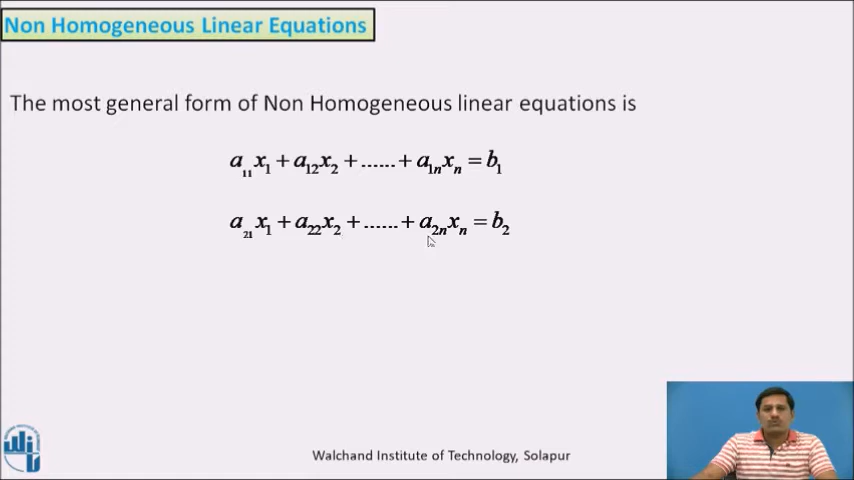 Non Homogeneous Linear Equations
The most general form of Non Homogeneous linear equations is
a₁₁x₁ + a₁₂x₂ + ...... + a₁ₙxₙ = b₁
a₂₁x₁ + a₂₂x₂ + ...... + a₂ₙxₙ = b₂
Walchand Institute of Technology, Solapur